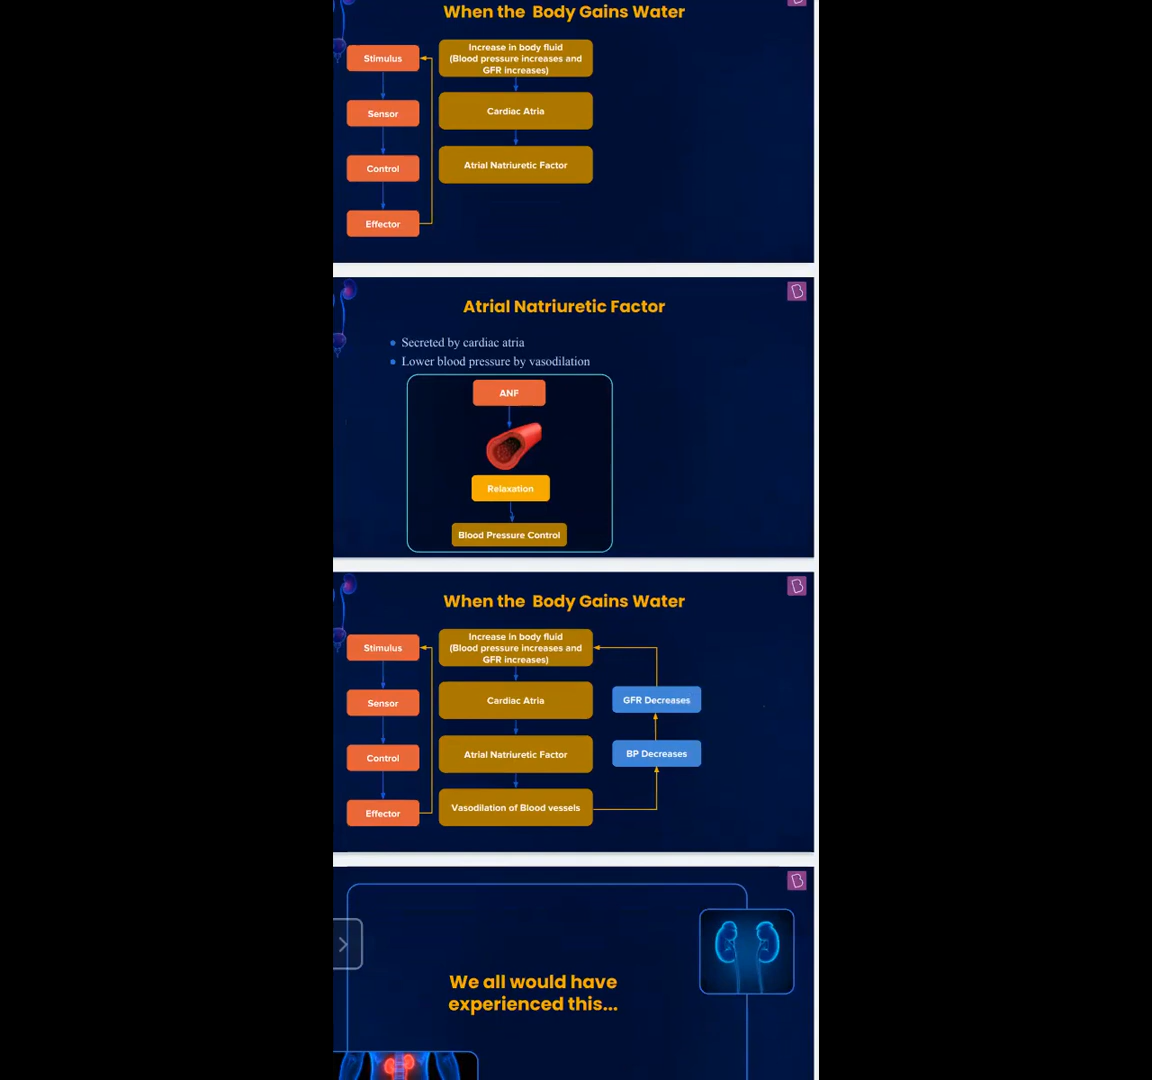 When the Body Gains Water
Stimulus
Sensor
Control
Effector
Increase in body fluid
(Blood pressure increases and
GFR increases)
Cardiac Atria
Atrial Natriuretic Factor
Atrial Natriuretic Factor
Secreted by cardiac atria
Lower blood pressure by vasodilation
ANF
Relaxation
Blood Pressure Control
When the Body Gains Water
Stimulus
Sensor
Control
Effector
Increase in body fluid
(Blood pressure increases and
GFR increases)
Cardiac Atria
Atrial Natriuretic Factor
Vasodilation of Blood vessels
GFR Decreases
BP Decreases
We all would have
experienced this...